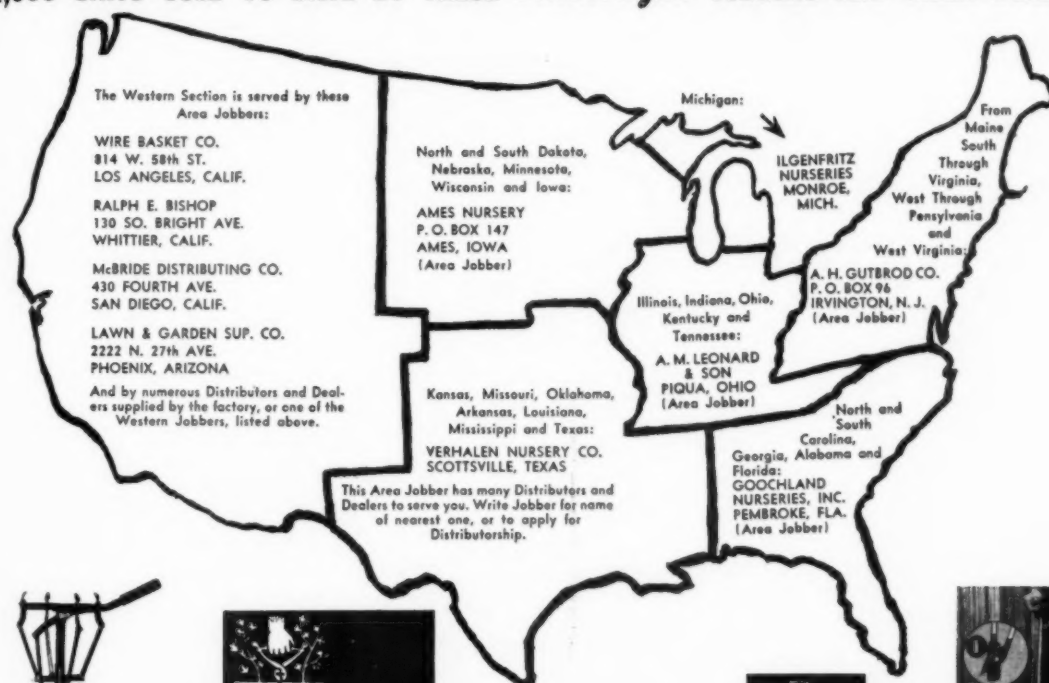 The Western Section is served by these
Area Jobbers:
WIRE BASKET CO.
814 W. 58th ST.
LOS ANGELES, CALIF.
RALPH E. BISHOP
130 SO. BRIGHT AVE.
WHITTIER, CALIF.
McBRIDE DISTRIBUTING CO.
430 FOURTH AVE.
SAN DIEGO, CALIF.
LAWN & GARDEN SUP. CO.
2222 N. 27th AVE.
PHOENIX, ARIZONA
And by numerous Distributors and Deal-
ers supplied by the factory, or one of the
Western Jobbers, listed above.
North and South Dakota,
Nebraska, Minnesota,
Wisconsin and Iowa:
AMES NURSERY
P. O. BOX 147
AMES, IOWA
(Area Jobber)
Michigan:
ILGENFRITZ
NURSERIES
MONROE,
MICH.
From
Maine
South
Through
Virginia,
West Through
Pensylvania
and
West Virginia:
A. H. GUTBROD CO.
P. O. BOX 96
IRVINGTON, N. J.
(Area Jobber)
Illinois, Indiana, Ohio,
Kentucky and
Tennessee:
A. M. LEONARD
& SON
PIQUA, OHIO
(Area Jobber)
Kansas, Missouri, Oklahoma,
Arkansas, Louisiana,
Mississippi and Texas:
VERHALEN NURSERY CO.
SCOTTSVILLE, TEXAS
This Area Jobber has many Distributors and
Dealers to serve you. Write Jobber for name
of nearest one, or to apply for
Distributorship.
North and
South
Carolina,
Georgia, Alabama and
Florida:
GOOCHLAND
NURSERIES, INC.
PEMBROKE, FLA.
(Area Jobber)